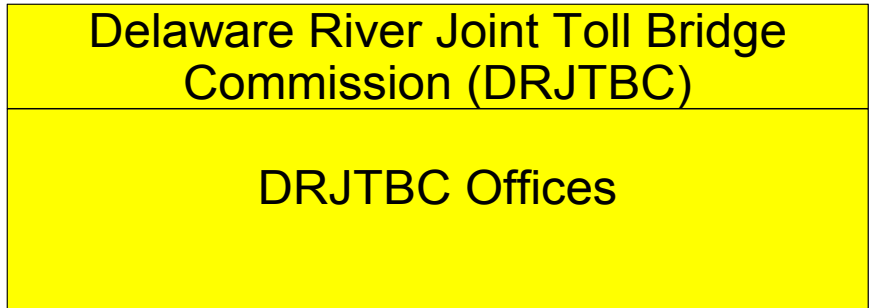 Delaware River Joint Toll Bridge
Commission (DRJTBC)
DRJTBC Offices